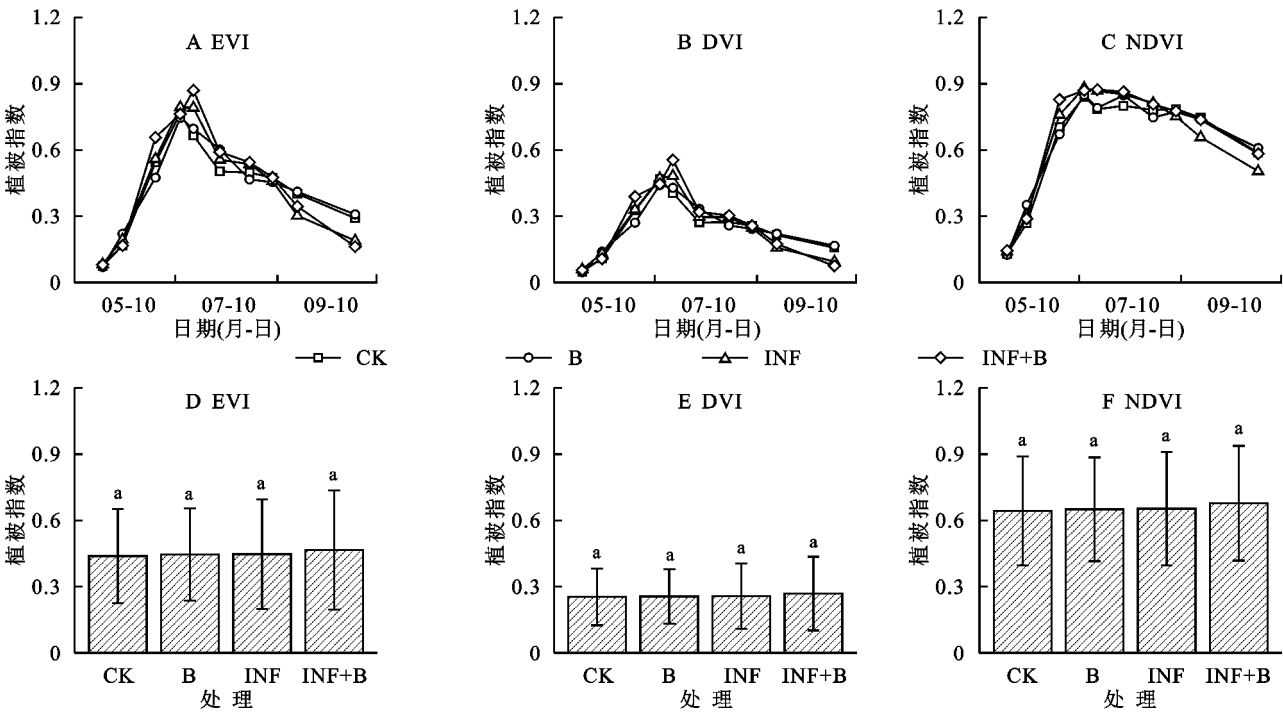 A EVI
B DVI
C NDVI
1.2
0.9
0.6
0.3
0
植被指数
05-10
07-10
09-10
日期(月-日)
1.2
0.9
0.6
0.3
0
植被指数
05-10
07-10
09-10
日期(月-日)
1.2
0.9
0.6
0.3
0
植被指数
05-10
07-10
09-10
日期(月-日)
CK
B
INF
INF+B
D EVI
1.2
0.9
0.6
0.3
0
植被指数
a
a
a
a
CK
B
INF
INF+B
处 理
E DVI
1.2
0.9
0.6
0.3
0
植被指数
a
a
a
a
CK
B
INF
INF+B
处 理
F NDVI
1.2
0.9
0.6
0.3
0
植被指数
a
a
a
a
CK
B
INF
INF+B
处 理